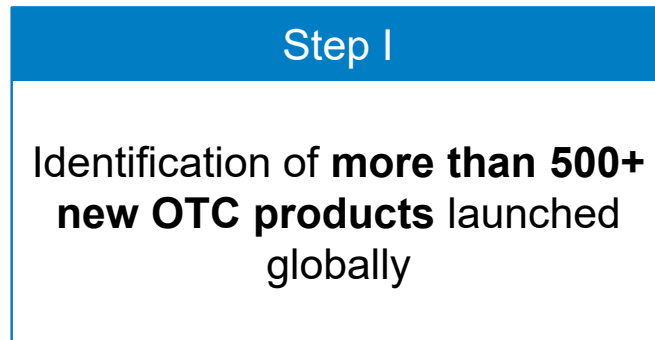 Step I
Identification of more than 500+
new OTC products launched
globally